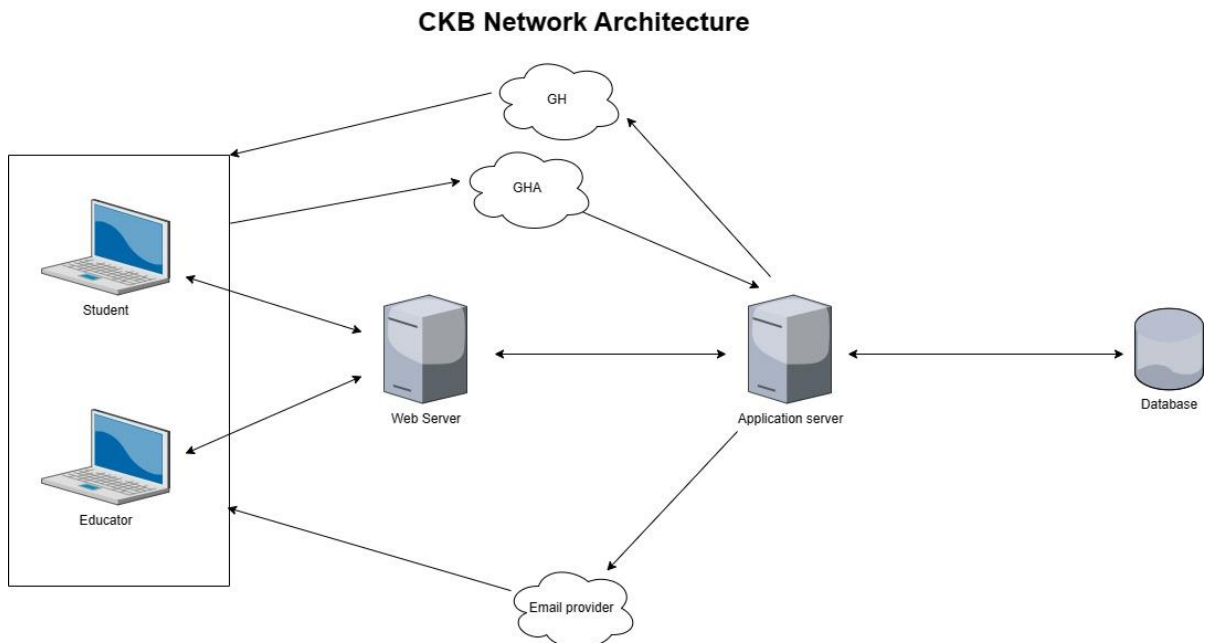 CKB Network Architecture
GH
GHA
Student
Web Server
Application server
Database
Educator
Email provider